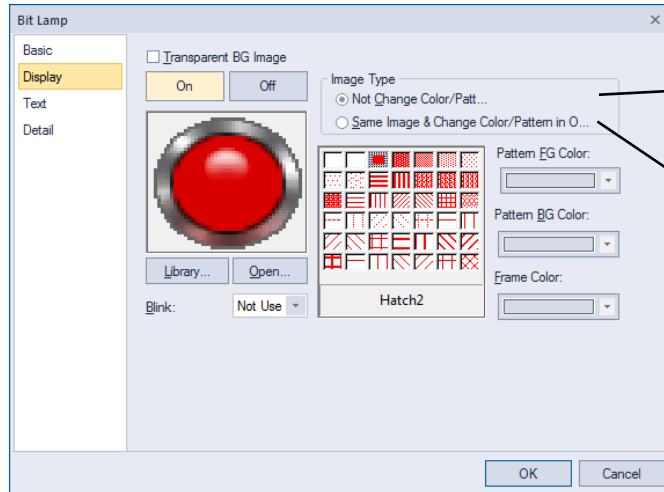 Bit Lamp
Basic
Display
Text
Detail
Transparent BG Image
On
Off
Image Type
Not Change Color/Patt...
Same Image & Change Color/Pattern in O...
Pattern FG Color:
Pattern BG Color:
Library...
Open...
Frame Color:
Blink:
Not Use
Hatch2
OK
Cancel